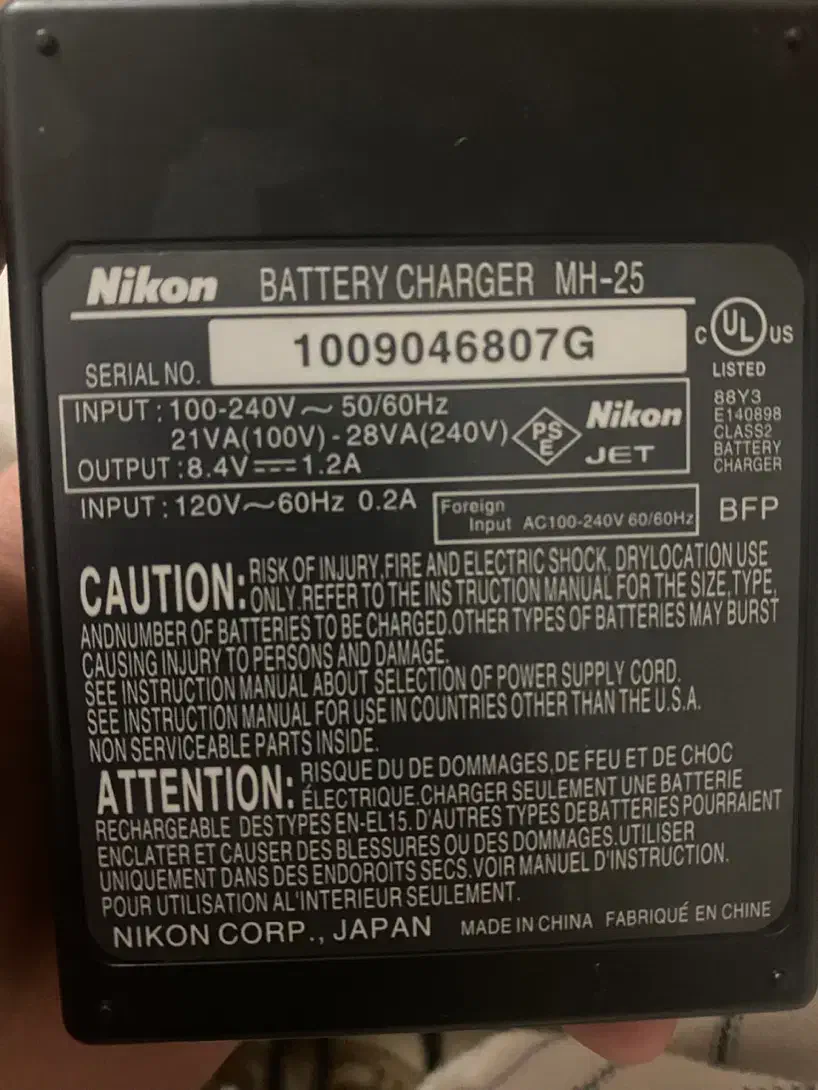 Nikon BATTERY CHARGER MH-25
SERIAL NO. 1009046807G
C UL US
LISTED
88Y3
E140898
CLASS2
BATTERY
CHARGER
INPUT : 100-240V ~ 50/60Hz
21VA(100V) - 28VA(240V)
OUTPUT : 8.4V⎓1.2A
PSE
Nikon
JET
INPUT : 120V~60Hz 0.2A
Foreign
Input AC100-240V 60/60Hz
BFP
CAUTION: RISK OF INJURY,FIRE AND ELECTRIC SHOCK, DRYLOCATION USE
ONLY.REFER TO THE INS TRUCTION MANUAL FOR THE SIZE,TYPE,
ANDNUMBER OF BATTERIES TO BE CHARGED.OTHER TYPES OF BATTERIES MAY BURST
CAUSING INJURY TO PERSONS AND DAMAGE.
SEE INSTRUCTION MANUAL ABOUT SELECTION OF POWER SUPPLY CORD.
SEE INSTRUCTION MANUAL FOR USE IN COUNTRIES OTHER THAN THE U.S.A.
NON SERVICEABLE PARTS INSIDE.
ATTENTION: RISQUE DU DE DOMMAGES,DE FEU ET DE CHOC
ÉLECTRIQUE.CHARGER SEULEMENT UNE BATTERIE
RECHARGEABLE DESTYPES EN-EL15.D'AUTRES TYPES DEBATTERIES POURRAIENT
ENCLATER ET CAUSER DES BLESSURES OU DES DOMMAGES.UTILISER
UNIQUEMENT DANS DES ENDOROITS SECS.VOIR MANUEL D'INSTRUCTION.
POUR UTILISATION AL'INTERIEUR SEULEMENT.
NIKON CORP., JAPAN MADE IN CHINA FABRIQUÉ EN CHINE